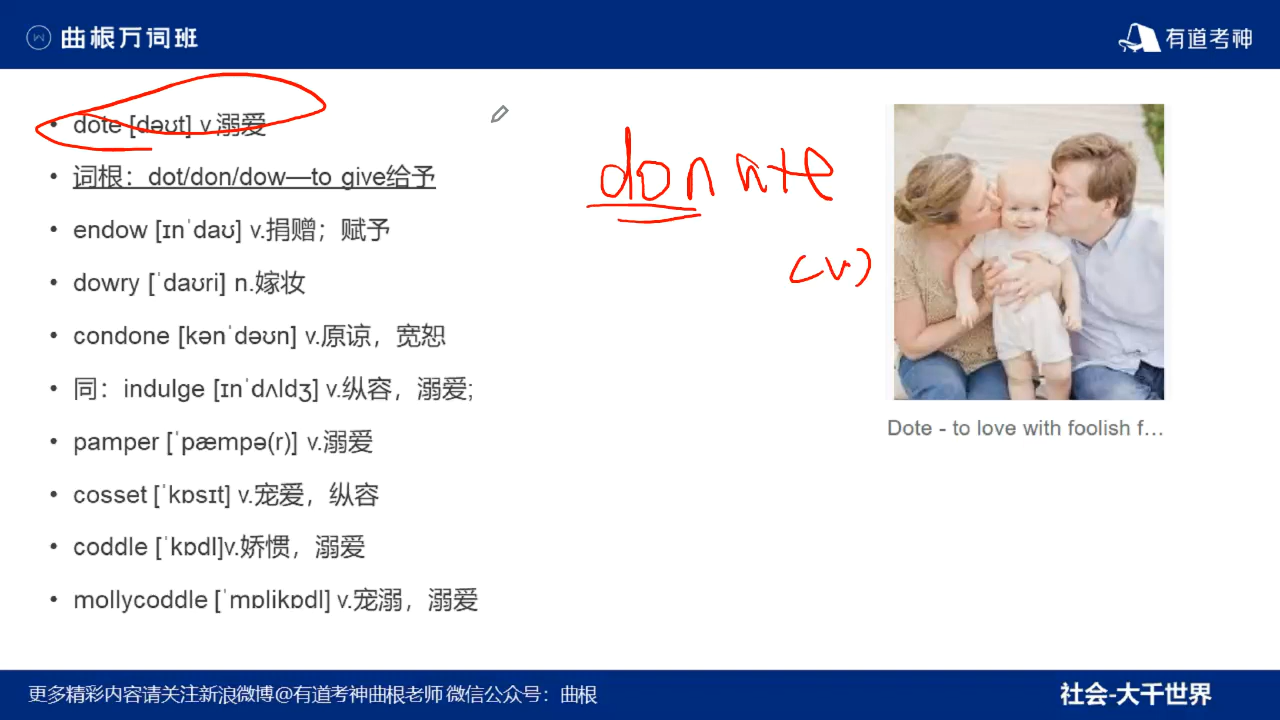 曲根万词班
有道考神
• dote [dəʊt] v.溺爱
• 词根：dot/don/dow—to give给予
• endow [ɪnˈdaʊ] v.捐赠；赋予
• dowry [ˈdaʊri] n.嫁妆
• condone [kənˈdəʊn] v.原谅，宽恕
• 同：indulge [ɪnˈdʌldʒ] v.纵容，溺爱;
• pamper [ˈpæmpə(r)] v.溺爱
• cosset [ˈkɒsɪt] v.宠爱，纵容
• coddle [ˈkɒdl]v.娇惯，溺爱
• mollycoddle [ˈmɒlikɒdl] v.宠溺，溺爱
donate
(v)
Dote - to love with foolish f...
更多精彩内容请关注新浪微博@有道考神曲根老师 微信公众号：曲根
社会-大千世界